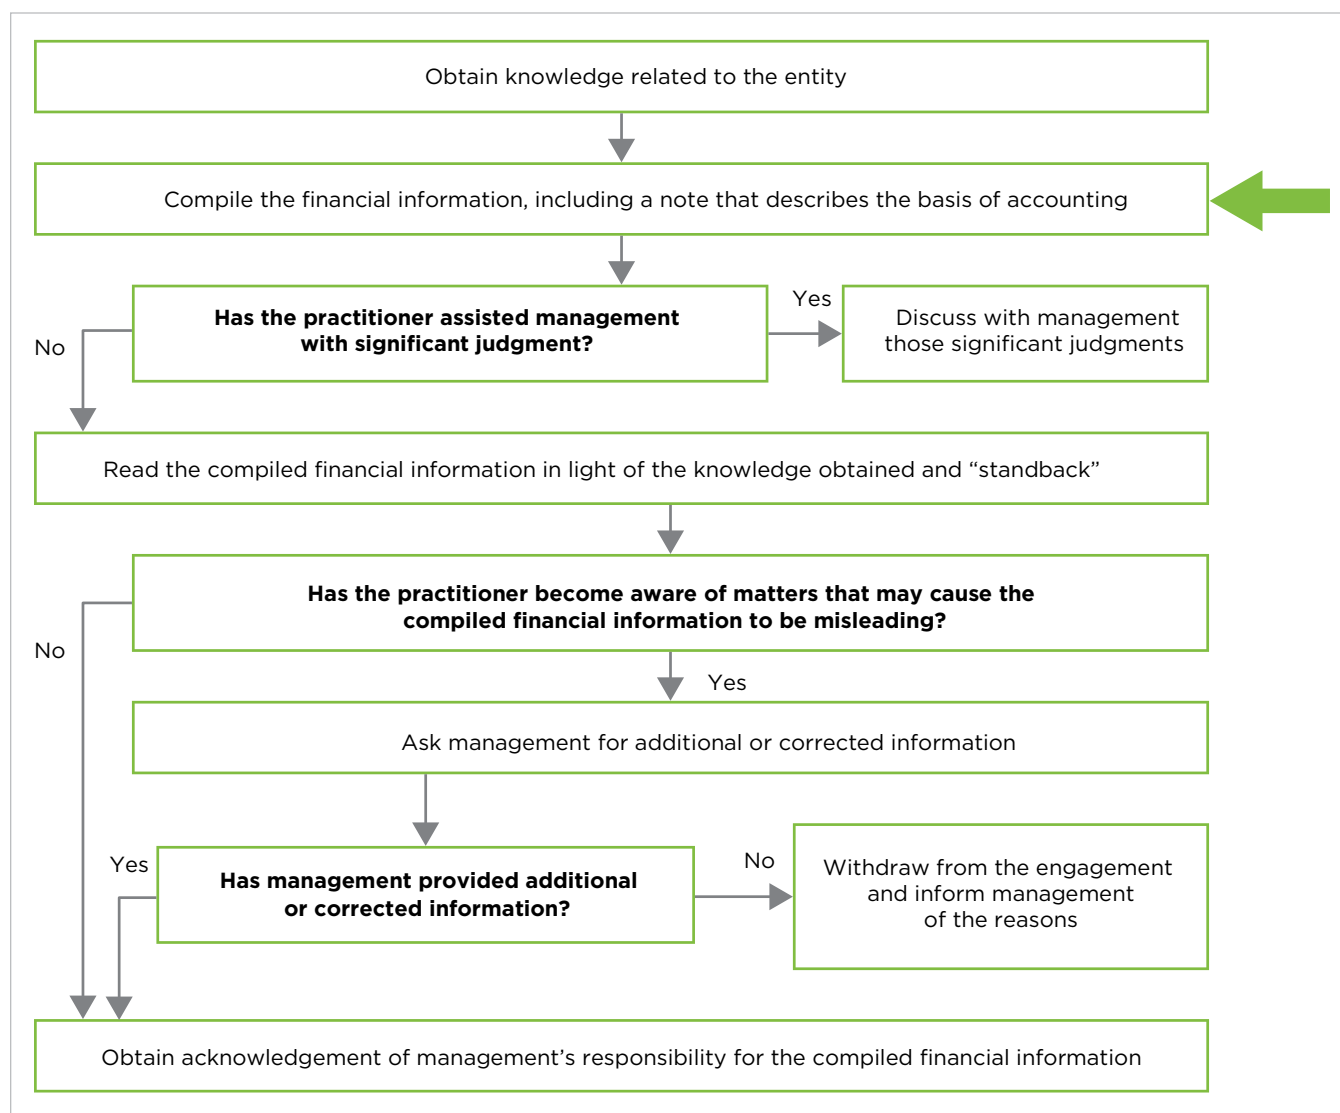 Obtain knowledge related to the entity
Compile the financial information, including a note that describes the basis of accounting
Has the practitioner assisted management
with significant judgment?
Yes
Discuss with management
those significant judgments
No
Read the compiled financial information in light of the knowledge obtained and “standback”
Has the practitioner become aware of matters that may cause the
compiled financial information to be misleading?
No
Yes
Ask management for additional or corrected information
Yes
Has management provided additional
or corrected information?
No
Withdraw from the engagement
and inform management
of the reasons
Obtain acknowledgement of management’s responsibility for the compiled financial information